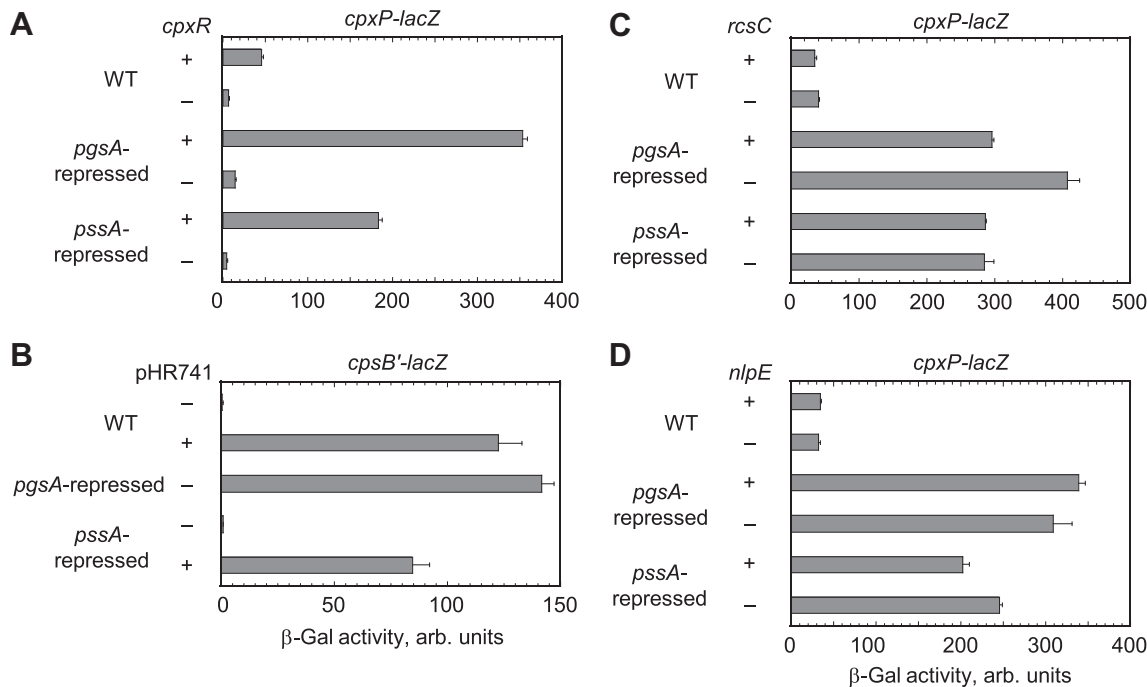 A
cpxR
cpxP-lacZ
WT
+
–
pgsA-
repressed
+
–
pssA-
repressed
+
–
0 100 200 300 400
B
pHR741
cpsB'-lacZ
WT
–
+
pgsA-repressed –
pssA-
repressed
–
+
0 50 100 150
β-Gal activity, arb. units
C
rcsC
cpxP-lacZ
WT
+
–
pgsA-
repressed
+
–
pssA-
repressed
+
–
0 100 200 300 400 500
D
nlpE
cpxP-lacZ
WT
+
–
pgsA-
repressed
+
–
pssA-
repressed
+
–
0 100 200 300 400
β-Gal activity, arb. units